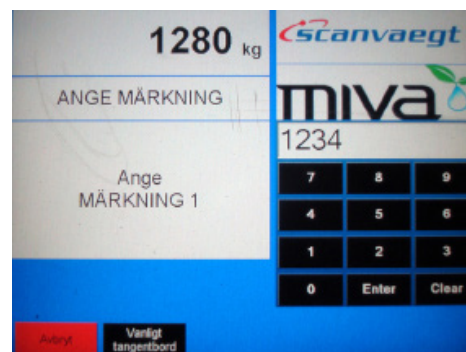 1280 kg
ANGE MÄRKNING
Ange
MÄRKNING 1
scanvaegt
miva
1234
7 8 9
4 5 6
1 2 3
0 Enter Clear
Avbryt
Vanligt
tangentbord